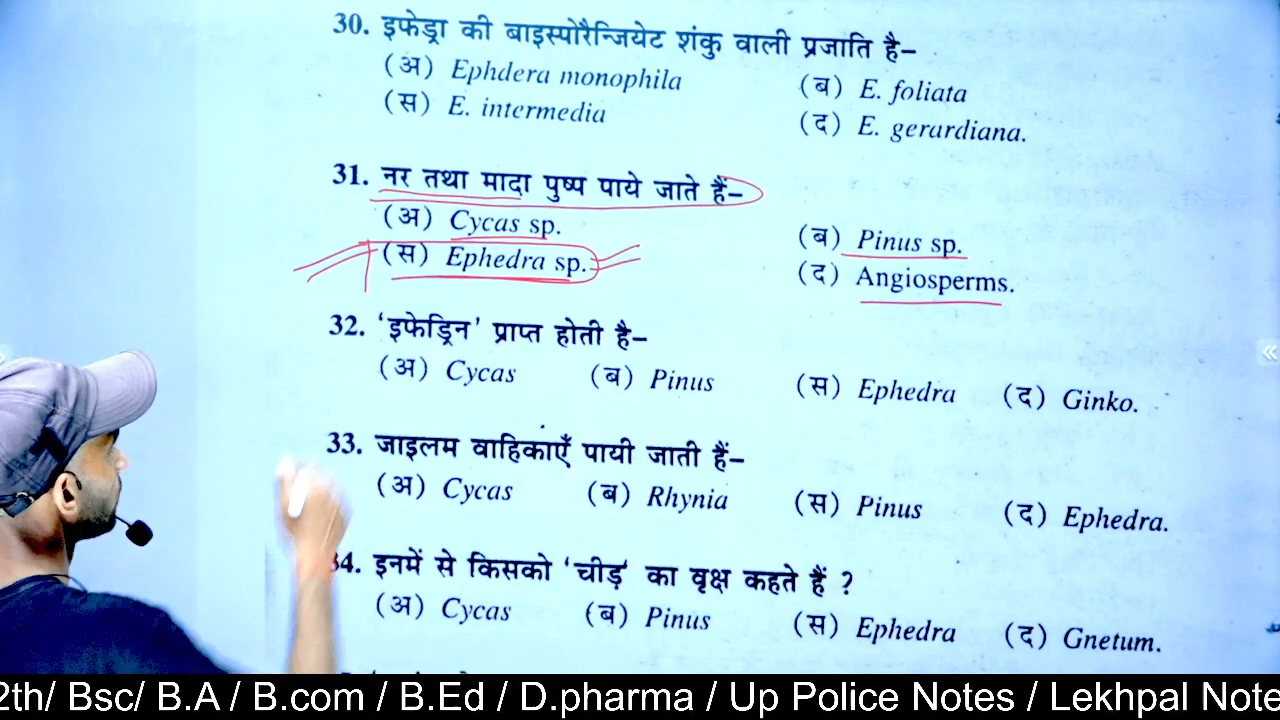 30. इफेड्रा की बाइस्पोरैन्जियेट शंकु वाली प्रजाति है–
(अ) Ephdera monophila (ब) E. foliata
(स) E. intermedia (द) E. gerardiana.
31. नर तथा मादा पुष्प पाये जाते हैं–
(अ) Cycas sp. (ब) Pinus sp.
(स) Ephedra sp. (द) Angiosperms.
32. ‘इफेड्रिन’ प्राप्त होती है–
(अ) Cycas (ब) Pinus (स) Ephedra (द) Ginko.
33. जाइलम वाहिकाएँ पायी जाती हैं–
(अ) Cycas (ब) Rhynia (स) Pinus (द) Ephedra.
34. इनमें से किसको ‘चीड़’ का वृक्ष कहते हैं ?
(अ) Cycas (ब) Pinus (स) Ephedra (द) Gnetum.
2th/ Bsc/ B.A / B.com / B.Ed / D.pharma / Up Police Notes / Lekhpal Note